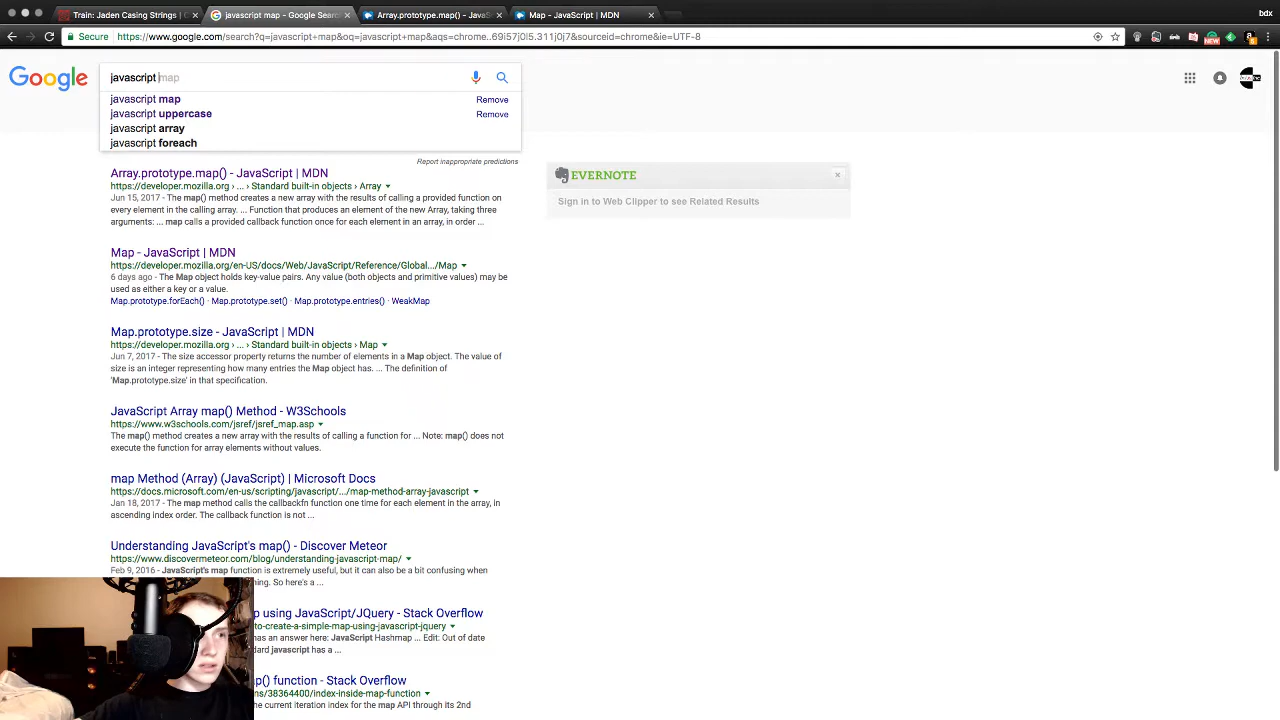 Train: Jaden Casing Strings |
javascript map - Google Search
Array.prototype.map() - JavaS
Map - JavaScript | MDN
bdx
Secure
https://www.google.com/search?q=javascript+map&oq=javascript+map&aqs=chrome..69i57j0l5.311j0j7&sourceid=chrome&ie=UTF-8
NEW
Google
javascript map
javascript map Remove
javascript uppercase Remove
javascript array
javascript foreach
Report inappropriate predictions
Array.prototype.map() - JavaScript | MDN
https://developer.mozilla.org › ... › Standard built-in objects › Array
Jun 15, 2017 - The map() method creates a new array with the results of calling a provided function on
every element in the calling array. ... Function that produces an element of the new Array, taking three
arguments: ... map calls a provided callback function once for each element in an array, in order ...
EVERNOTE
Sign in to Web Clipper to see Related Results
Map - JavaScript | MDN
https://developer.mozilla.org/en-US/docs/Web/JavaScript/Reference/Global.../Map
6 days ago - The Map object holds key-value pairs. Any value (both objects and primitive values) may be
used as either a key or a value.
Map.prototype.forEach() · Map.prototype.set() · Map.prototype.entries() · WeakMap
Map.prototype.size - JavaScript | MDN
https://developer.mozilla.org › ... › Standard built-in objects › Map
Jun 7, 2017 - The size accessor property returns the number of elements in a Map object. The value of
size is an integer representing how many entries the Map object has. ... The definition of
'Map.prototype.size' in that specification.
JavaScript Array map() Method - W3Schools
https://www.w3schools.com/jsref/jsref_map.asp
The map() method creates a new array with the results of calling a function for ... Note: map() does not
execute the function for array elements without values.
map Method (Array) (JavaScript) | Microsoft Docs
https://docs.microsoft.com/en-us/scripting/javascript/.../map-method-array-javascript
Jan 18, 2017 - The map method calls the callbackfn function one time for each element in the array, in
ascending index order. The callback function is not ...
Understanding JavaScript's map() - Discover Meteor
https://www.discovermeteor.com/blog/understanding-javascript-map/
Feb 9, 2016 - JavaScript's map function is extremely useful, but it can also be a bit confusing when
ning. So here's a ...
p using JavaScript/JQuery - Stack Overflow
to-create-a-simple-map-using-javascript-jquery
has an answer here: JavaScript Hashmap ... Edit: Out of date
dard javascript has a ...
p() function - Stack Overflow
ns/38364400/index-inside-map-function
he current iteration index for the map API through its 2nd